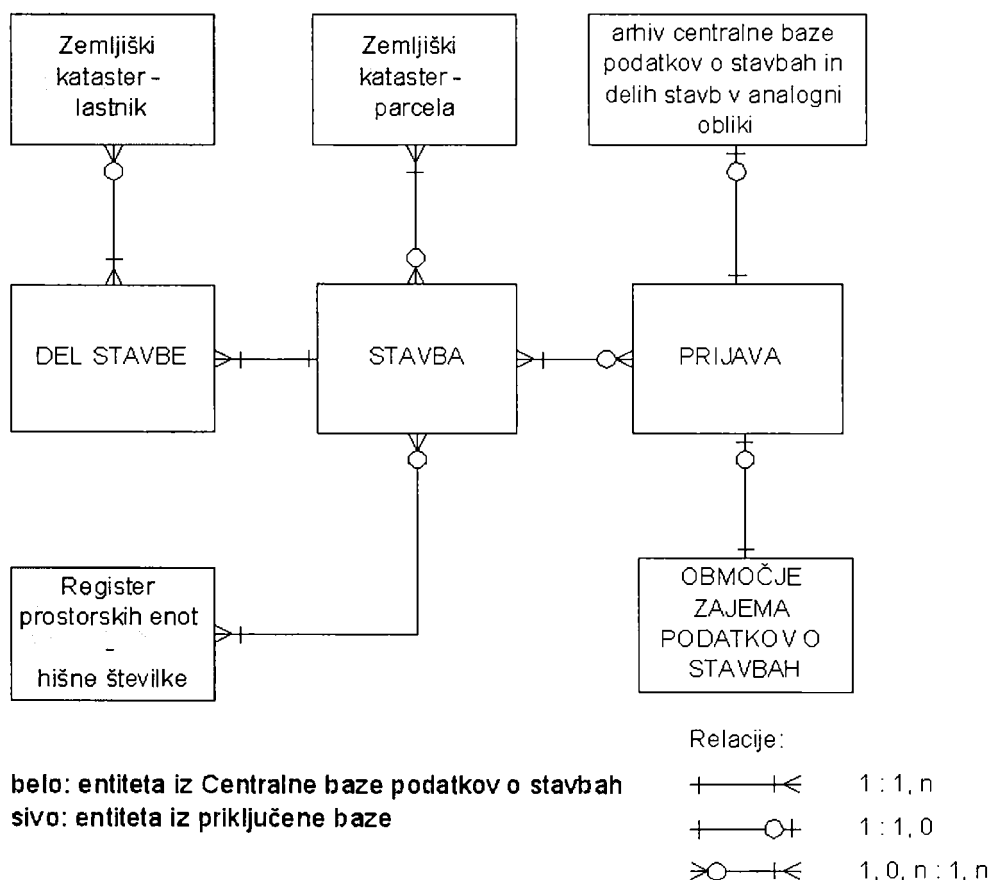 Zemljiški
kataster -
lastnik
Zemljiški
kataster -
parcela
arhiv centralne baze
podatkov o stavbah in
delih stavb v analogni
obliki
DEL STAVBE
STAVBA
PRIJAVA
Register
prostorskih enot
-
hišne številke
OBMOČJE
ZAJEMA
PODATKOV O
STAVBAH
Relacije:
belo: entiteta iz Centralne baze podatkov o stavbah
sivo: entiteta iz priključene baze
1 : 1, n
1 : 1, 0
1, 0, n : 1, n